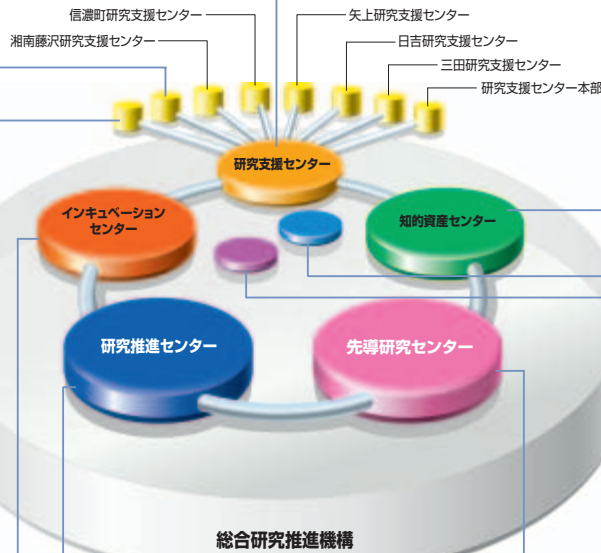 信濃町研究支援センター
矢上研究支援センター
湘南藤沢研究支援センター
日吉研究支援センター
三田研究支援センター
研究支援センター本部
研究支援センター
インキュベーション
センター
知的資産センター
研究推進センター
先導研究センター
総合研究推進機構